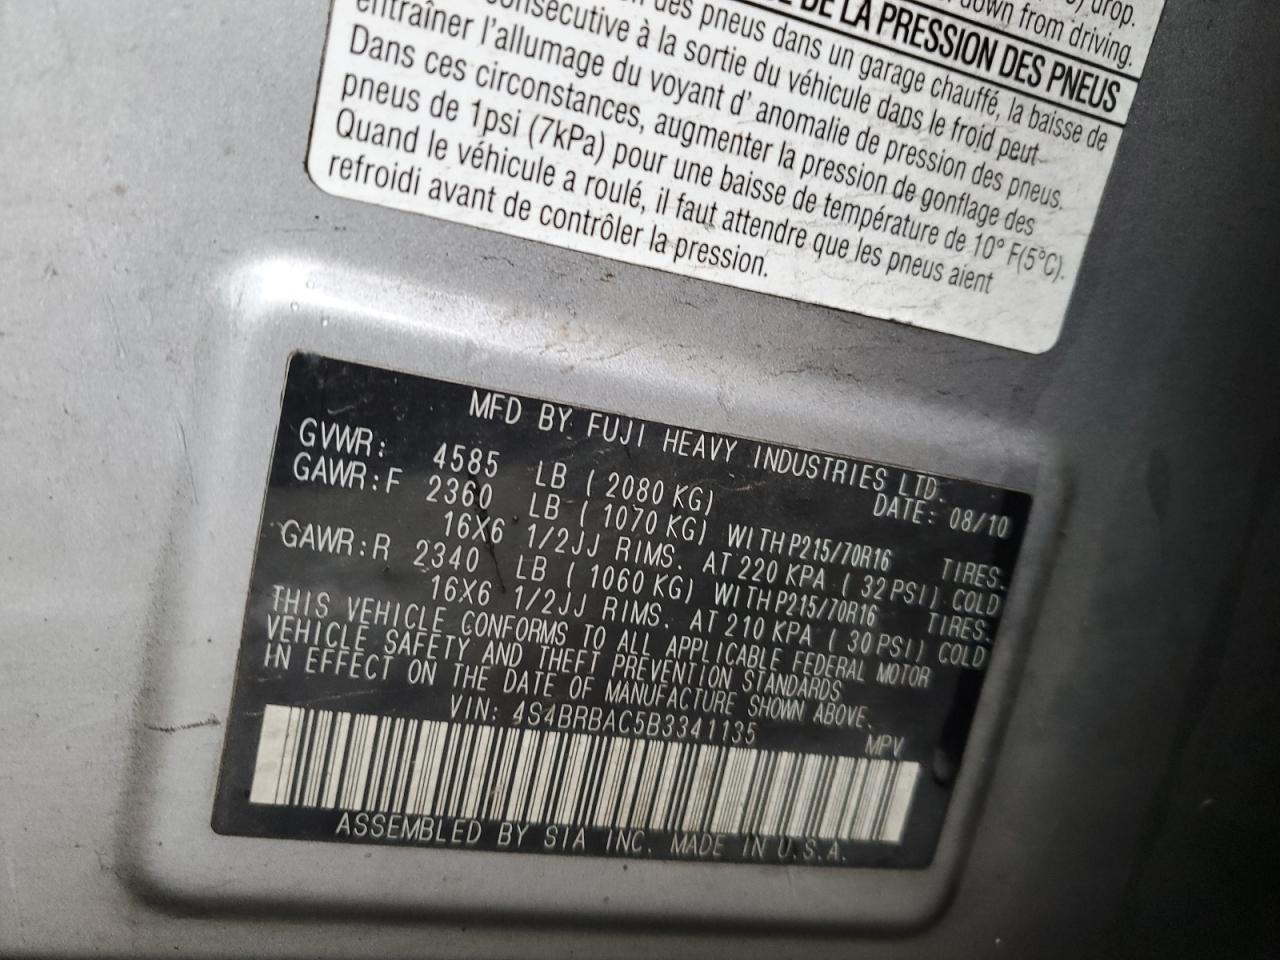 drop.
down from driving.
DE LA PRESSION DES PNEUS
des pneus dans un garage chauffé, la baisse de
consécutive à la sortie du véhicule dans le froid peut
entraîner l'allumage du voyant d' anomalie de pression des pneus.
Dans ces circonstances, augmenter la pression de gonflage des
pneus de 1psi (7kPa) pour une baisse de température de 10° F(5°C).
Quand le véhicule a roulé, il faut attendre que les pneus aient
refroidi avant de contrôler la pression.
MFD BY FUJI HEAVY INDUSTRIES LTD.
DATE: 08/10
GVWR: 4585 LB ( 2080 KG)
GAWR:F 2360 LB ( 1070 KG) WITH P215/70R16 TIRES.
16X6 1/2JJ RIMS. AT 220 KPA ( 32 PSI) COLD
GAWR:R 2340 LB ( 1060 KG) WITH P215/70R16 TIRES.
16X6 1/2JJ RIMS. AT 210 KPA ( 30 PSI) COLD
THIS VEHICLE CONFORMS TO ALL APPLICABLE FEDERAL MOTOR
VEHICLE SAFETY AND THEFT PREVENTION STANDARDS
IN EFFECT ON THE DATE OF MANUFACTURE SHOWN ABOVE.
VIN: 4S4BRBAC5B3341135 MPV
ASSEMBLED BY SIA INC. MADE IN U.S.A.